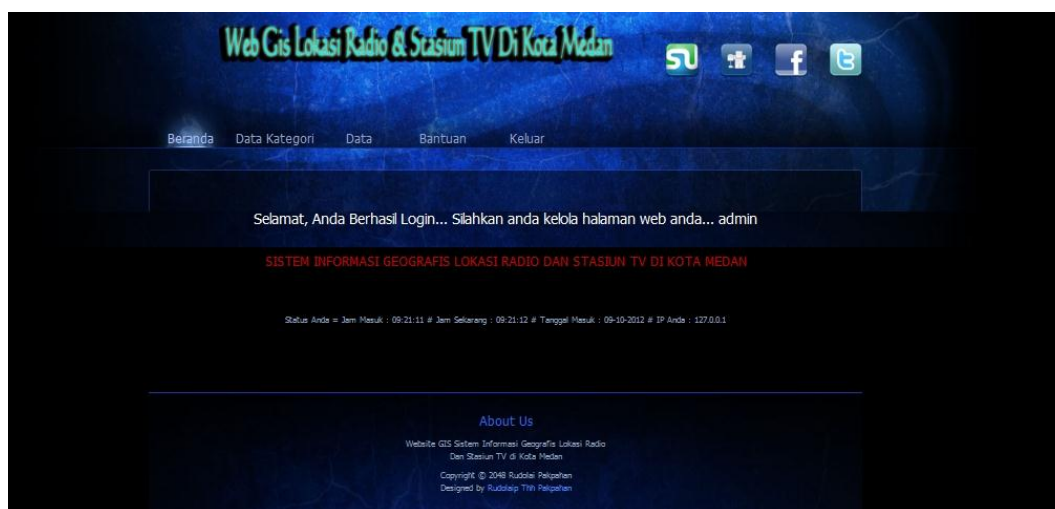 Web Gis Lokasi Radio & Stasiun TV Di Kota Medan
Beranda Data Kategori Data Bantuan Keluar
Selamat, Anda Berhasil Login... Silahkan anda kelola halaman web anda... admin
SISTEM INFORMASI GEOGRAFIS LOKASI RADIO DAN STASIUN TV DI KOTA MEDAN
Status Anda = Jam Masuk : 09:21:11 # Jam Sekarang : 09:21:12 # Tanggal Masuk : 09-10-2012 # IP Anda : 127.0.0.1
About Us
Website GIS Sistem Informasi Geografis Lokasi Radio
Dan Stasiun TV di Kota Medan
Copyright © 2048 Rudolai Pakpahan
Designed by Rudolaip Thh Pakpahan